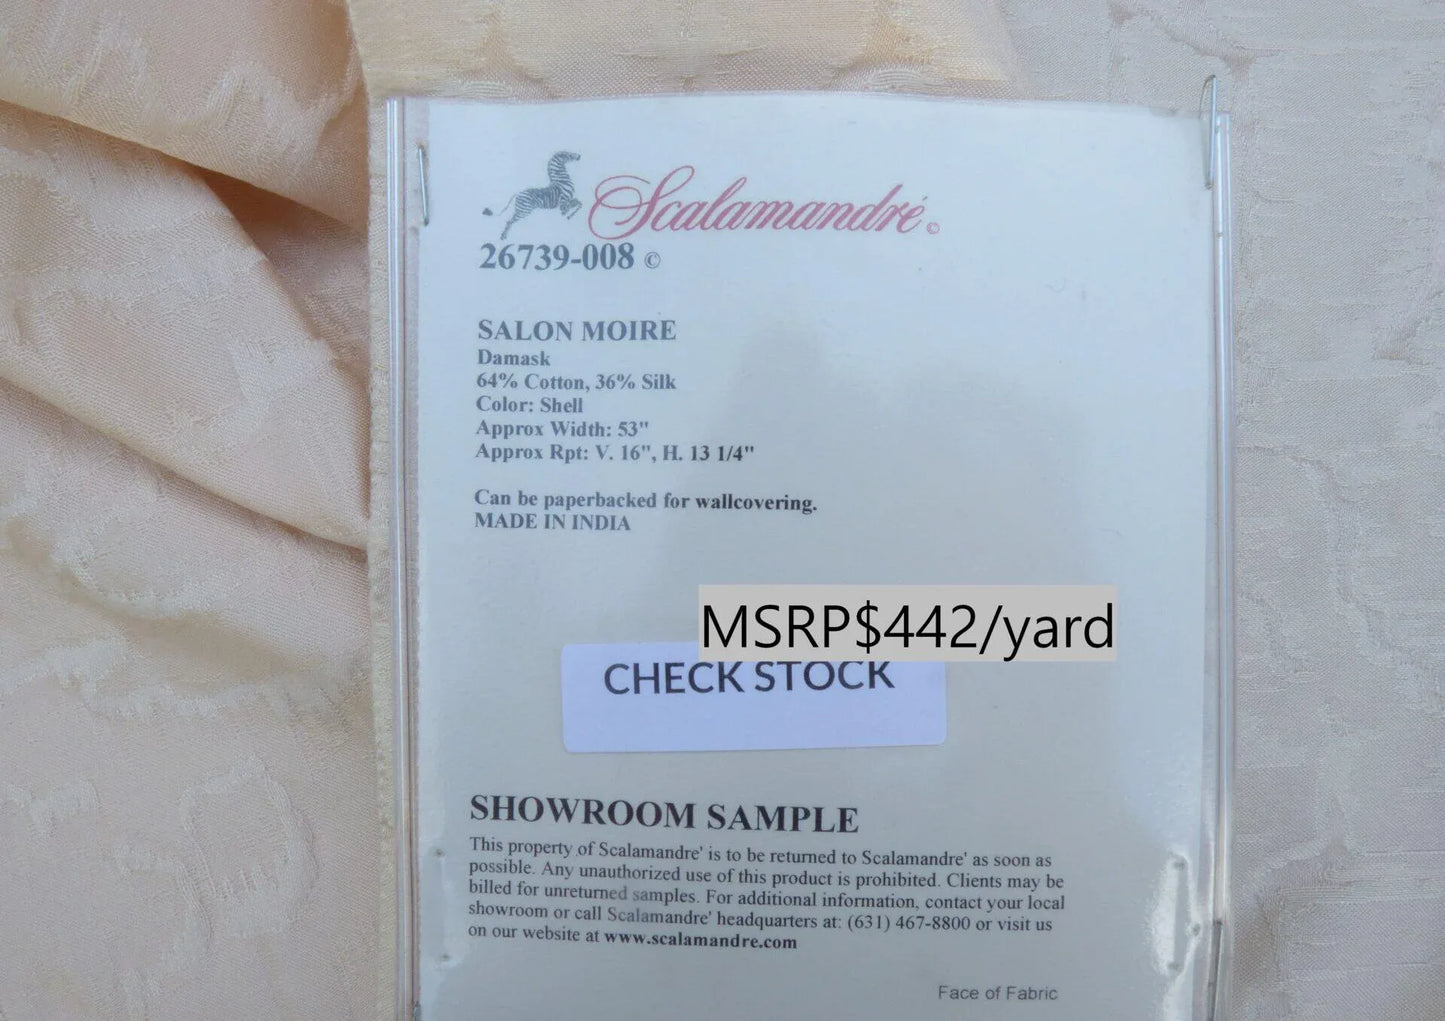 Scalamandré ©
26739-008 ©
SALON MOIRE
Damask
64% Cotton, 36% Silk
Color: Shell
Approx Width: 53"
Approx Rpt: V. 16", H. 13 1/4"
Can be paperbacked for wallcovering.
MADE IN INDIA
MSRP$442/yard
CHECK STOCK
SHOWROOM SAMPLE
This property of Scalamandre' is to be returned to Scalamandre' as soon as
possible. Any unauthorized use of this product is prohibited. Clients may be
billed for unreturned samples. For additional information, contact your local
showroom or call Scalamandre' headquarters at: (631) 467-8800 or visit us
on our website at www.scalamandre.com
Face of Fabric